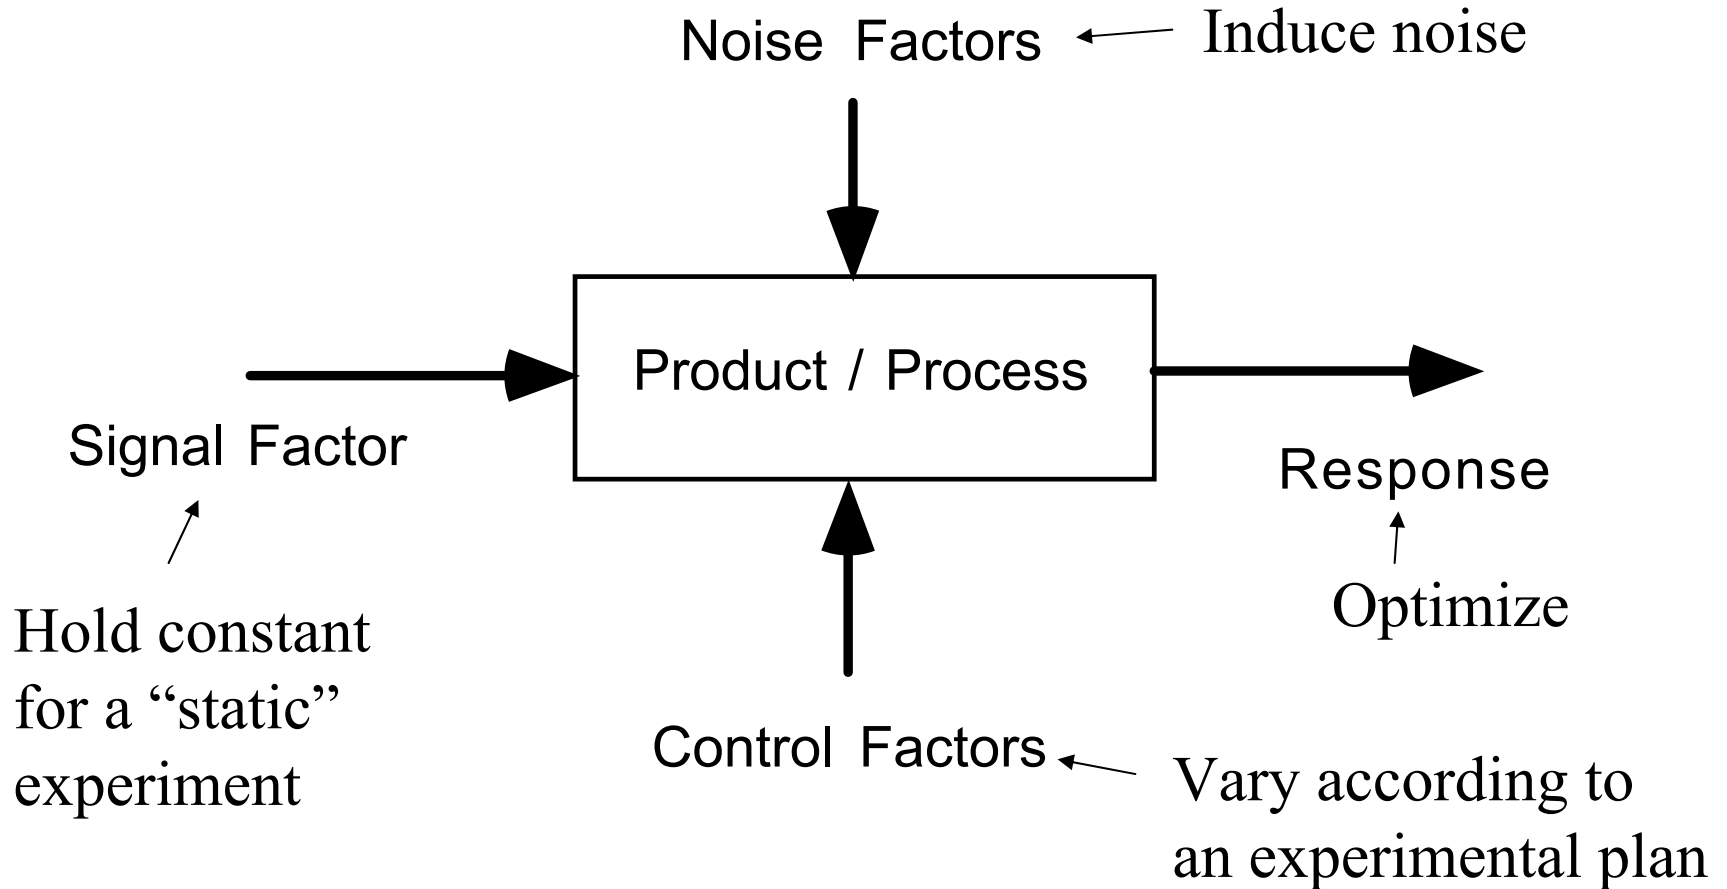 Noise Factors
Induce noise
Product / Process
Signal Factor
Response
Hold constant
for a “static”
experiment
Optimize
Control Factors
Vary according to
an experimental plan